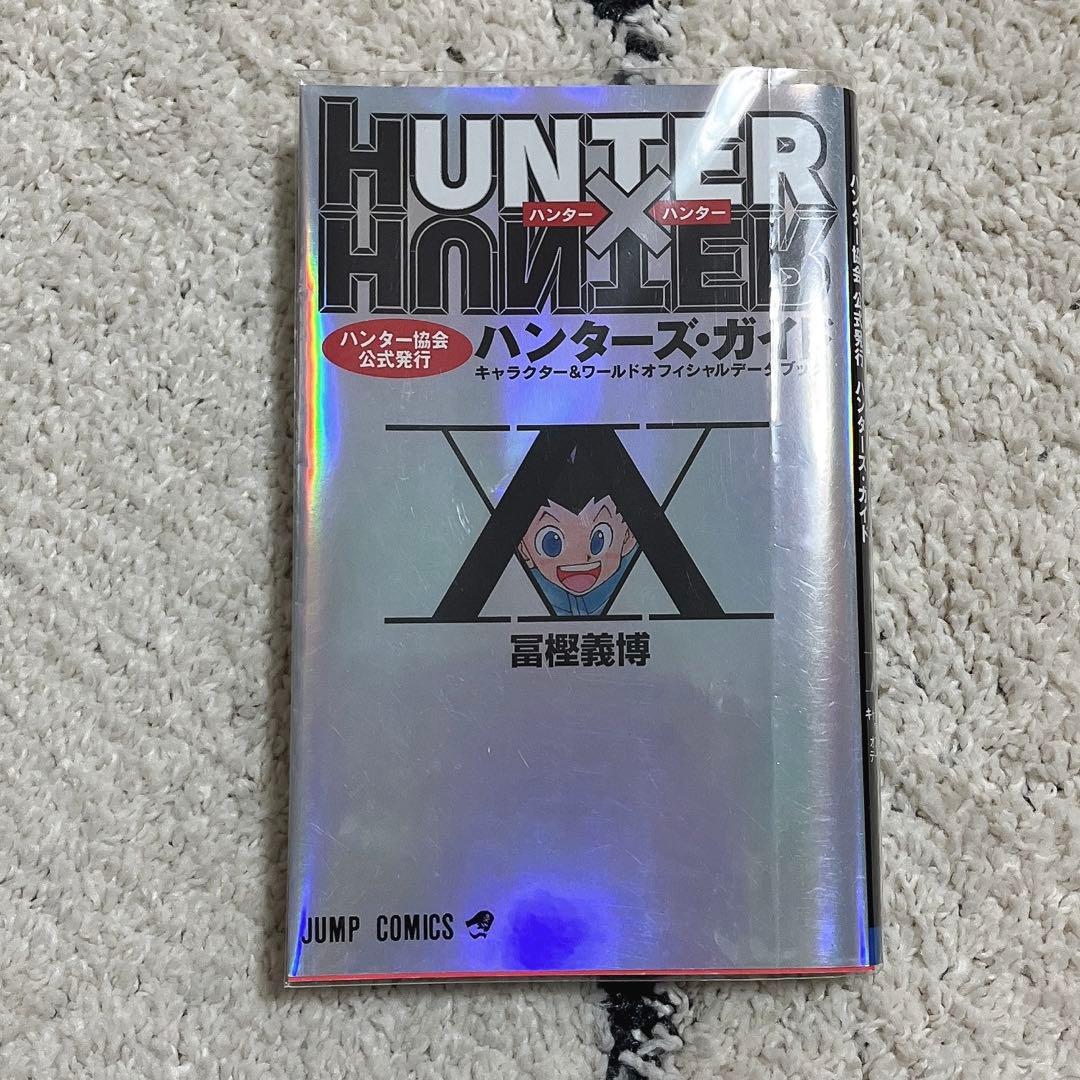 HUNTER
ハンター×ハンター
HUNTER
ハンター協会
公式発行
ハンターズ・ガイド
キャラクター&ワールドオフィシャルデータブック
冨樫義博
JUMP COMICS
ハンター協会公式発行 ハンターズ・ガイド